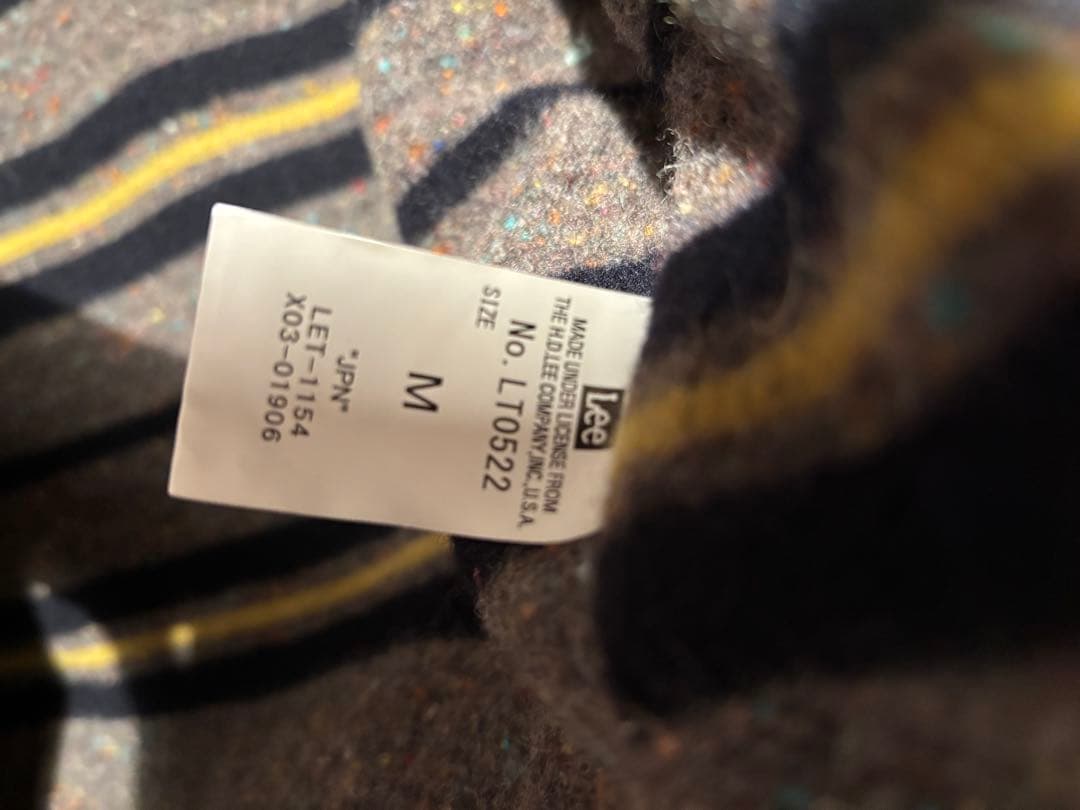 Lee
MADE UNDER LICENSE FROM
THE H.D.LEE COMPANY,INC.,U.S.A.
No. LT0522
SIZE
M
"JPN"
LET-1154
X03-01906